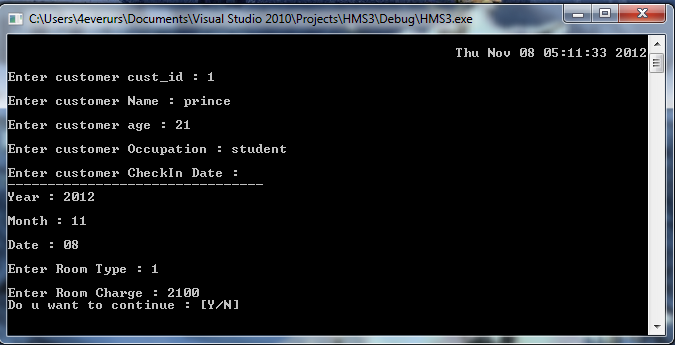 C:\Users\4everurs\Documents\Visual Studio 2010\Projects\HMS3\Debug\HMS3.exe
Thu Nov 08 05:11:33 2012
Enter customer cust_id : 1
Enter customer Name : prince
Enter customer age : 21
Enter customer Occupation : student
Enter customer CheckIn Date :
--------------------------------
Year : 2012
Month : 11
Date : 08
Enter Room Type : 1
Enter Room Charge : 2100
Do u want to continue : [Y/N]